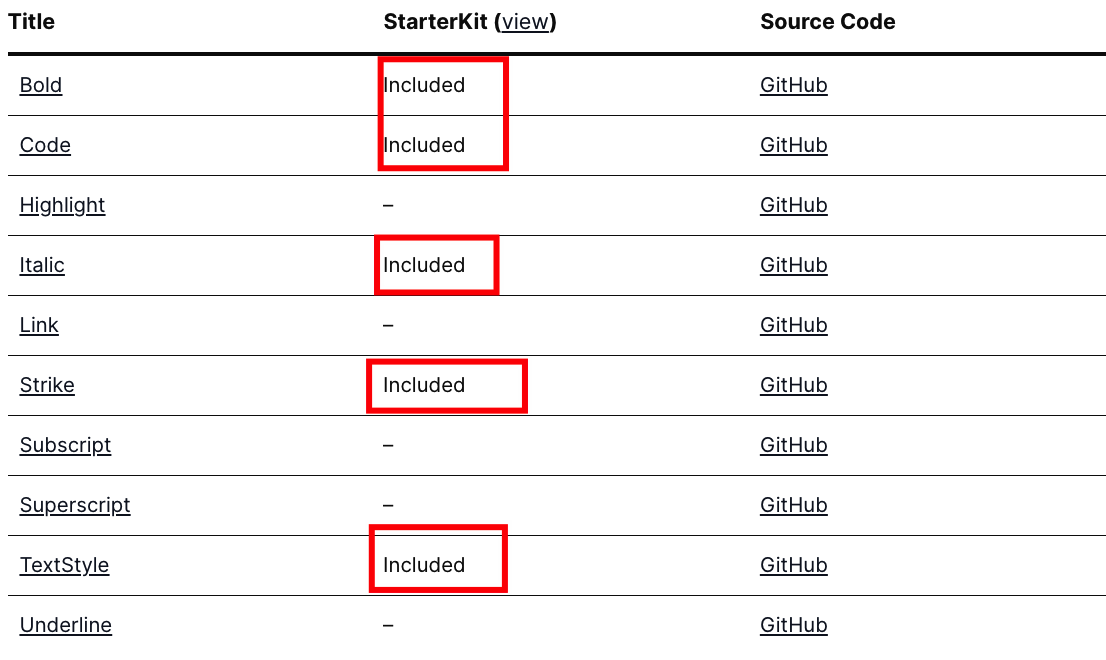 Title StarterKit (view) Source Code
Bold Included GitHub
Code Included GitHub
Highlight – GitHub
Italic Included GitHub
Link – GitHub
Strike Included GitHub
Subscript – GitHub
Superscript – GitHub
TextStyle Included GitHub
Underline – GitHub